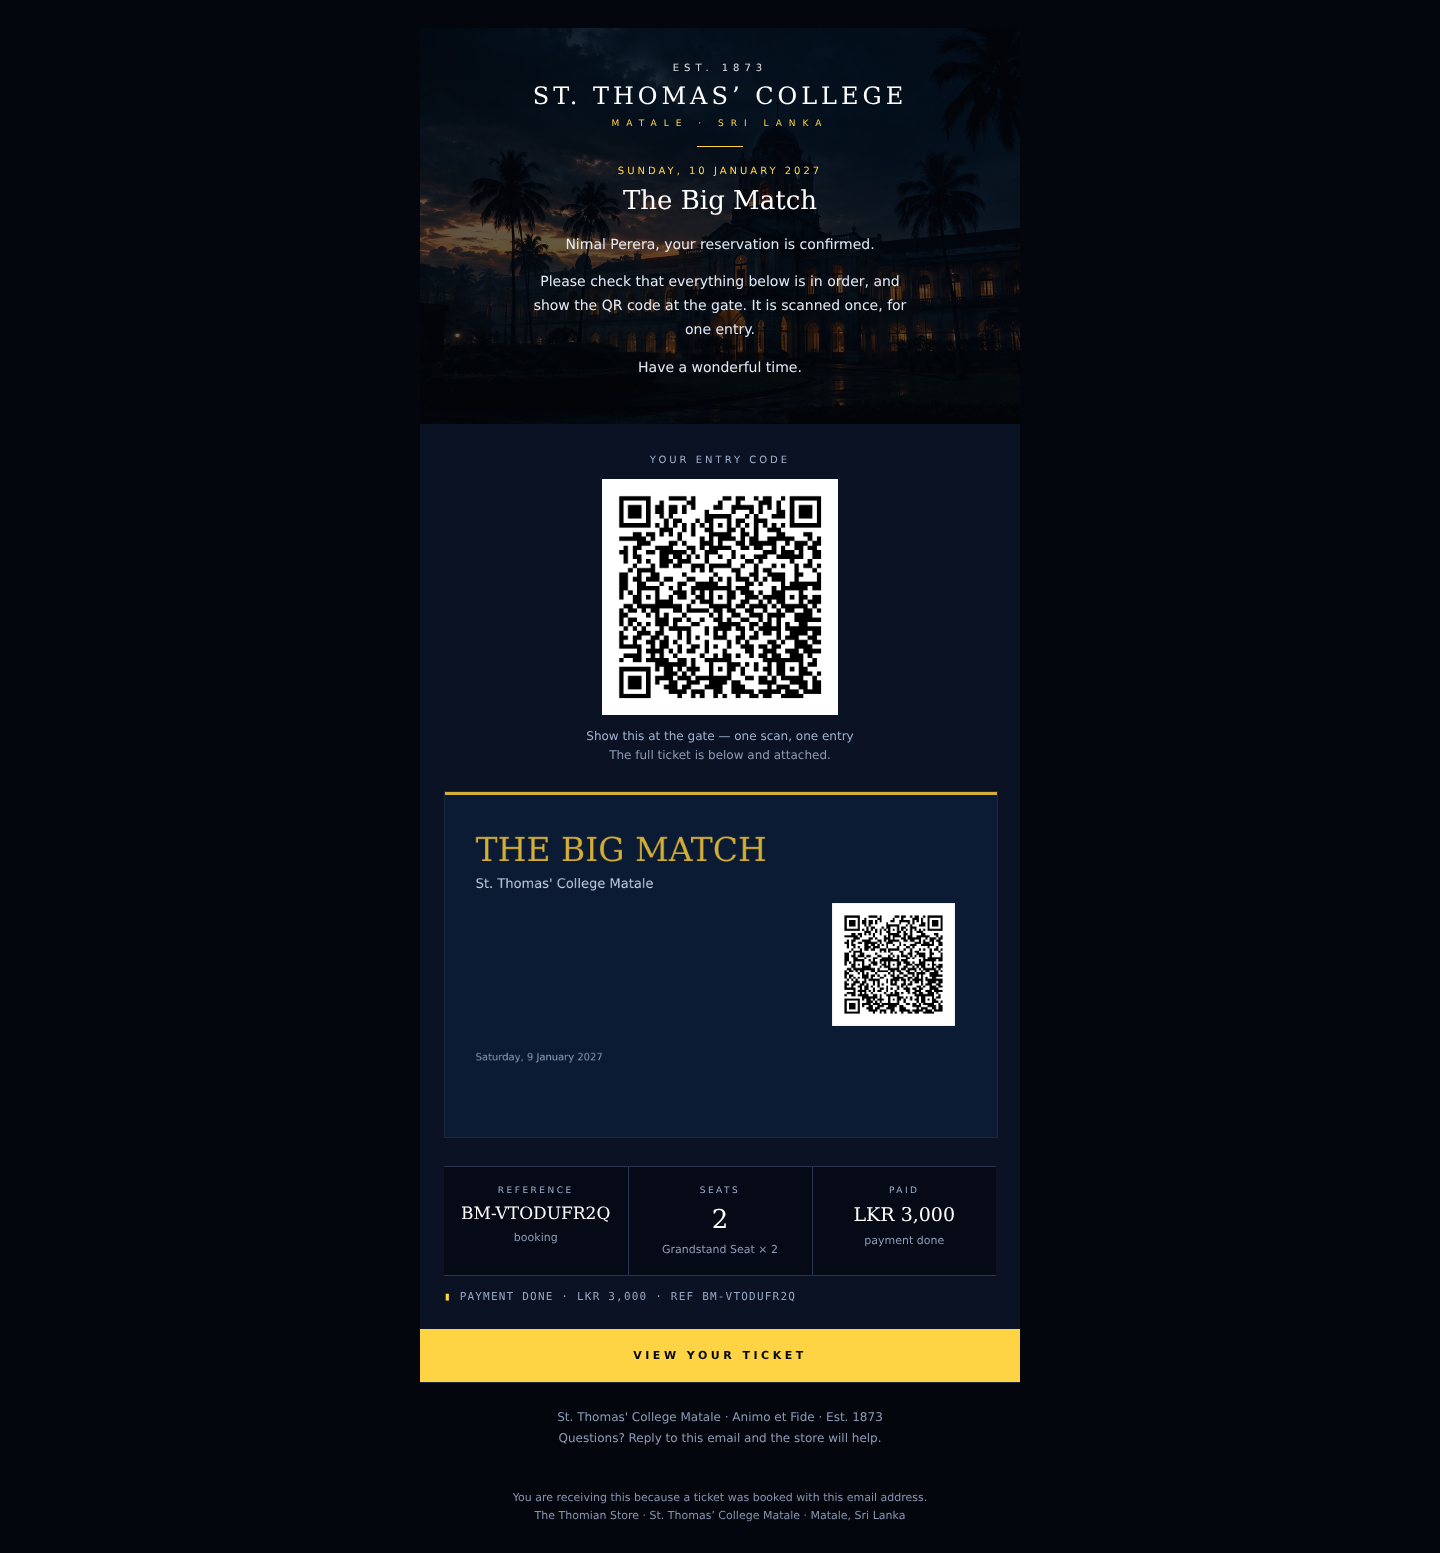 EST. 1873
ST. THOMAS’ COLLEGE
MATALE · SRI LANKA
SUNDAY, 10 JANUARY 2027
The Big Match
Nimal Perera, your reservation is confirmed.
Please check that everything below is in order, and
show the QR code at the gate. It is scanned once, for
one entry.
Have a wonderful time.
YOUR ENTRY CODE
Show this at the gate — one scan, one entry
The full ticket is below and attached.
THE BIG MATCH
St. Thomas' College Matale
Saturday, 9 January 2027
REFERENCE
BM-VTODUFR2Q
booking
SEATS
2
Grandstand Seat × 2
PAID
LKR 3,000
payment done
PAYMENT DONE · LKR 3,000 · REF BM-VTODUFR2Q
VIEW YOUR TICKET
St. Thomas' College Matale · Animo et Fide · Est. 1873
Questions? Reply to this email and the store will help.
You are receiving this because a ticket was booked with this email address.
The Thomian Store · St. Thomas’ College Matale · Matale, Sri Lanka